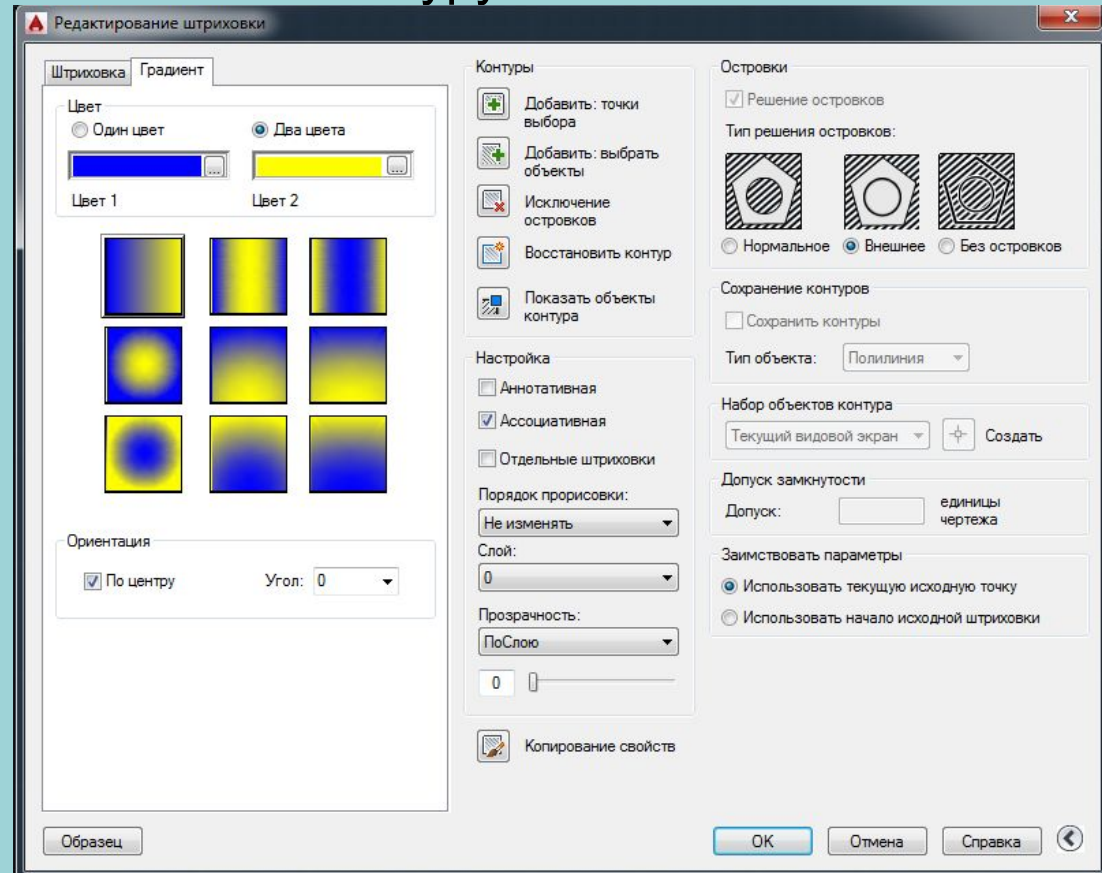 Редактирование штриховки
Штриховка Градиент
Цвет
Один цвет Два цвета
... ...
Цвет 1 Цвет 2
Ориентация
По центру Угол: 0
Контуры
Добавить: точки
выбора
Добавить: выбрать
объекты
Исключение
островков
Восстановить контур
Показать объекты
контура
Настройка
Аннотативная
Ассоциативная
Отдельные штриховки
Порядок прорисовки:
Не изменять
Слой:
0
Прозрачность:
ПоСлою
0
Копирование свойств
Островки
Решение островков
Тип решения островков:
Нормальное Внешнее Без островков
Сохранение контуров
Сохранить контуры
Тип объекта: Полилиния
Набор объектов контура
Текущий видовой экран Создать
Допуск замкнутости
Допуск: единицы
чертежа
Заимствовать параметры
Использовать текущую исходную точку
Использовать начало исходной штриховки
Образец OK Отмена Справка